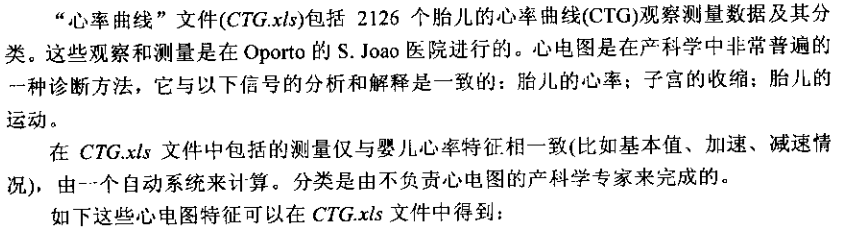 “心率曲线”文件(CTG.xls)包括 2126 个胎儿的心率曲线(CTG)观察测量数据及其分
类。这些观察和测量是在 Oporto 的 S. Joao 医院进行的。心电图是在产科学中非常普遍的
一种诊断方法，它与以下信号的分析和解释是一致的：胎儿的心率；子宫的收缩；胎儿的
运动。
在 CTG.xls 文件中包括的测量仅与婴儿心率特征相一致(比如基本值、加速、减速情
况)，由一个自动系统来计算。分类是由不负责心电图的产科学专家来完成的。
如下这些心电图特征可以在 CTG.xls 文件中得到：